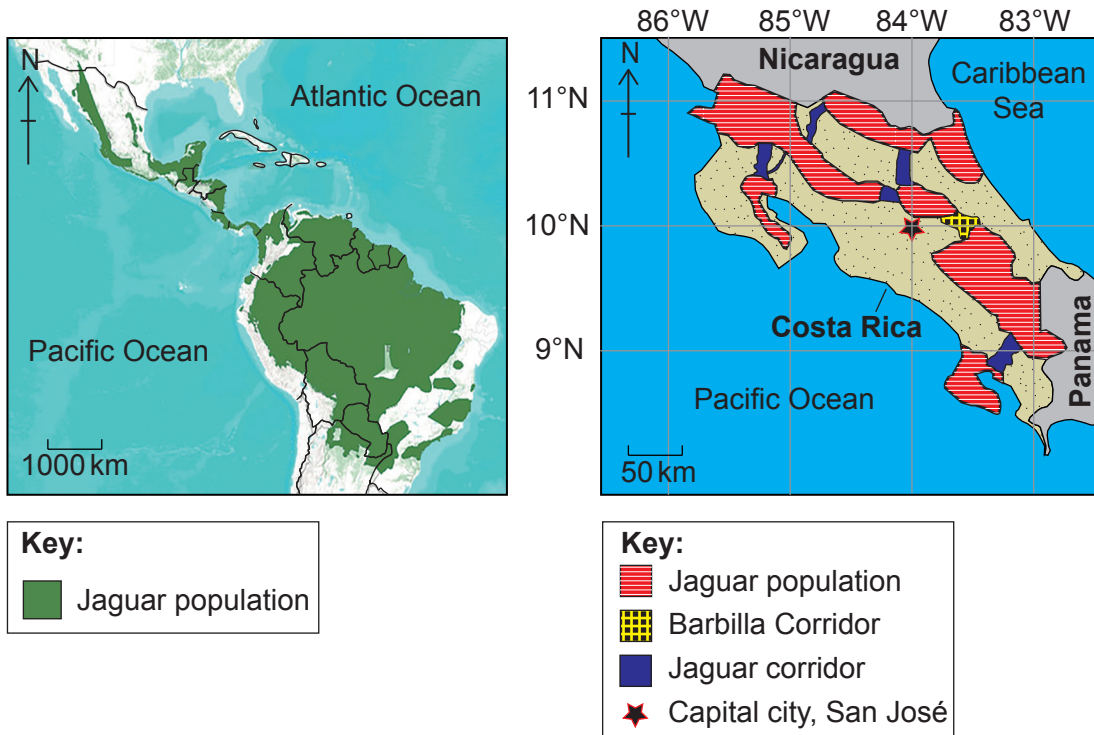 N
Atlantic Ocean
Pacific Ocean
1000 km
Key:
Jaguar population
86°W 85°W 84°W 83°W
11°N
10°N
9°N
N
Nicaragua
Caribbean
Sea
Costa Rica
Panama
Pacific Ocean
50 km
Key:
Jaguar population
Barbilla Corridor
Jaguar corridor
Capital city, San José